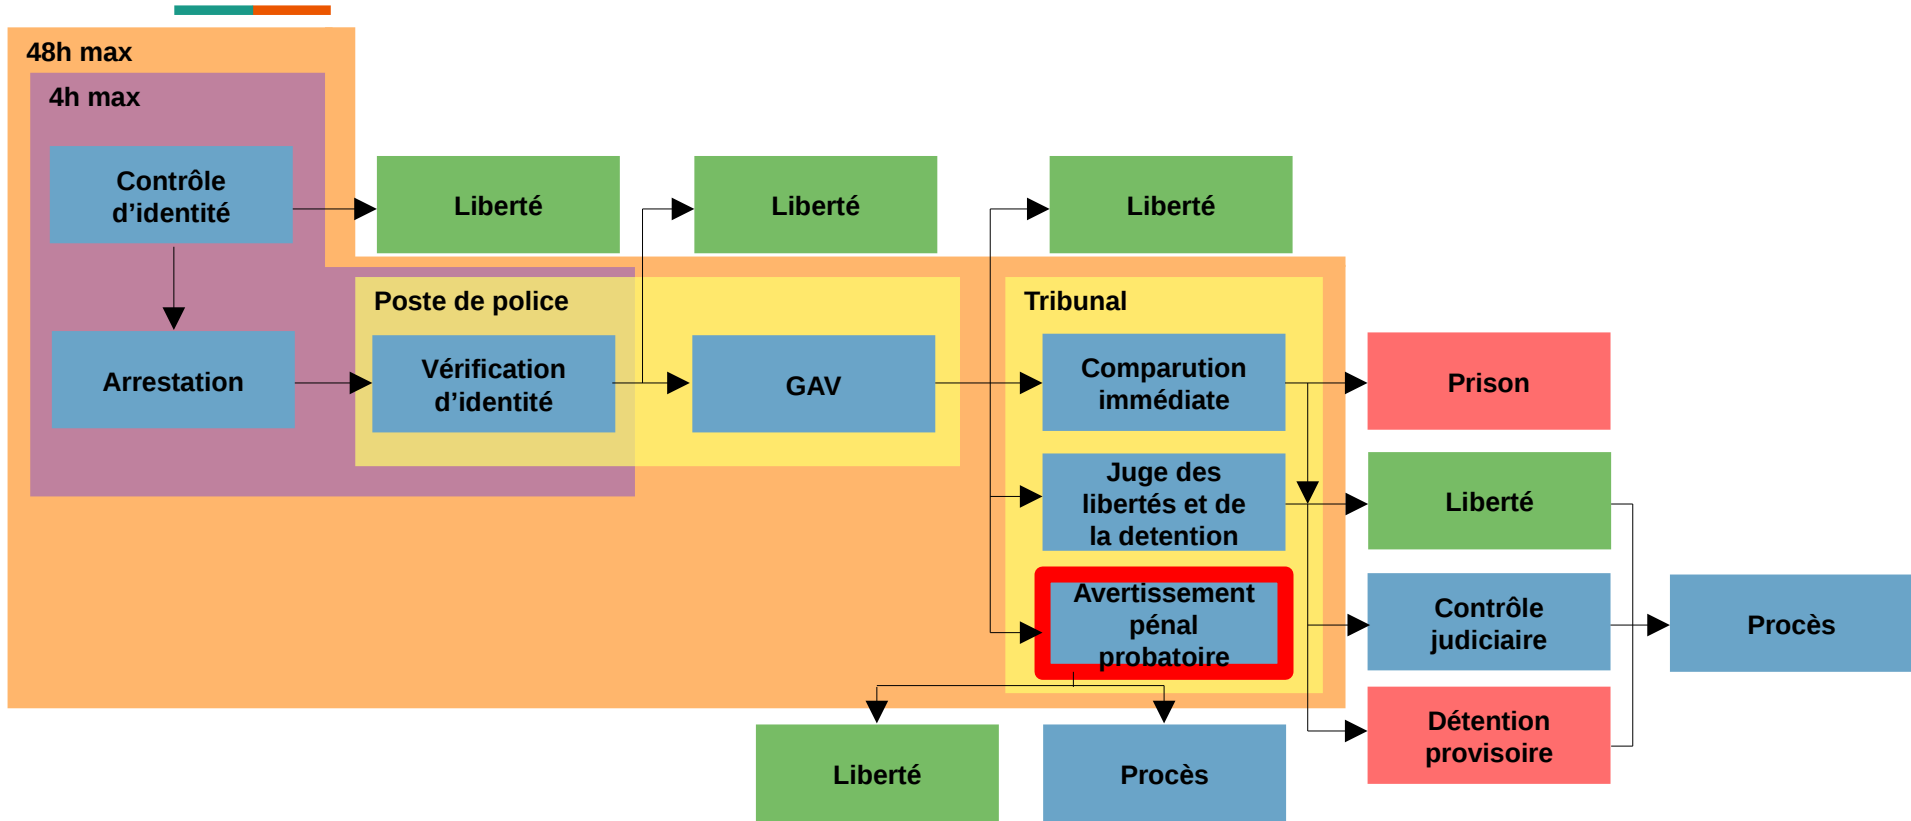 48h max
4h max
Contrôle
d'identité
Liberté
Liberté
Liberté
Poste de police
Tribunal
Arrestation
Vérification
d'identité
GAV
Comparution
immédiate
Prison
Juge des
libertés et de
la detention
Liberté
Avertissement
pénal
probatoire
Contrôle
judiciaire
Procès
Détention
provisoire
Liberté
Procès